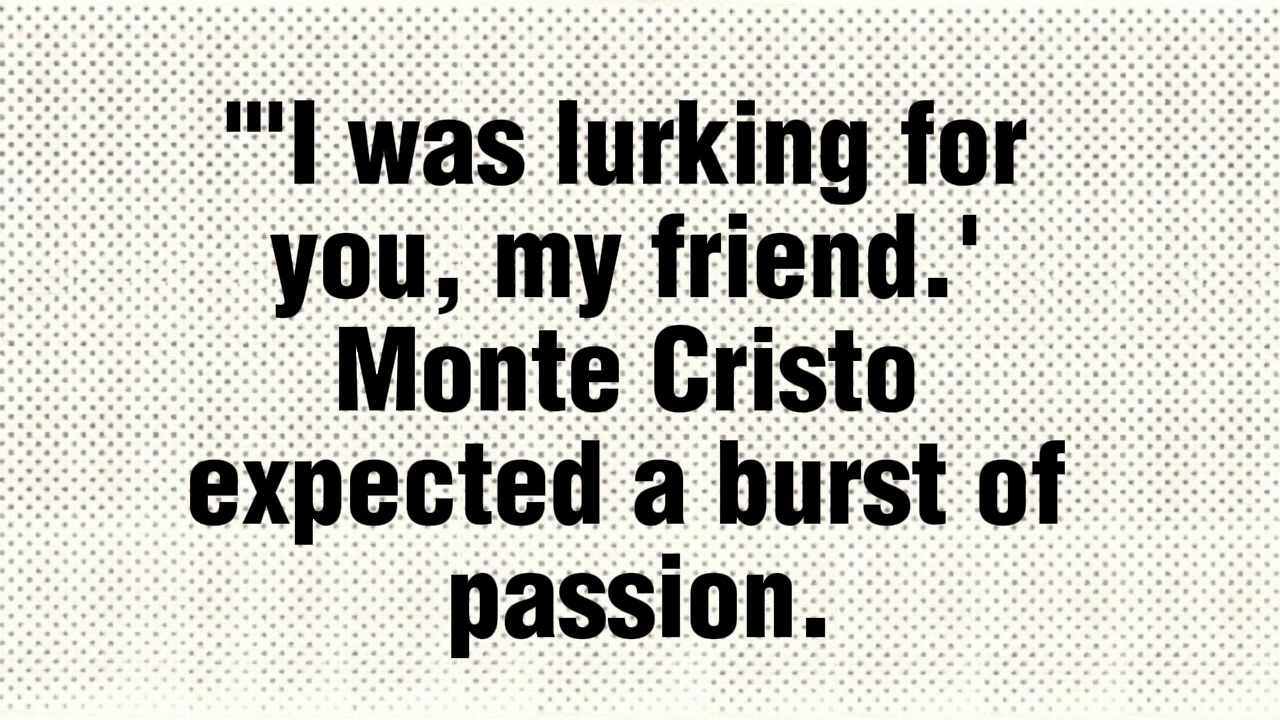 "'I was lurking for
you, my friend.'
Monte Cristo
expected a burst of
passion.